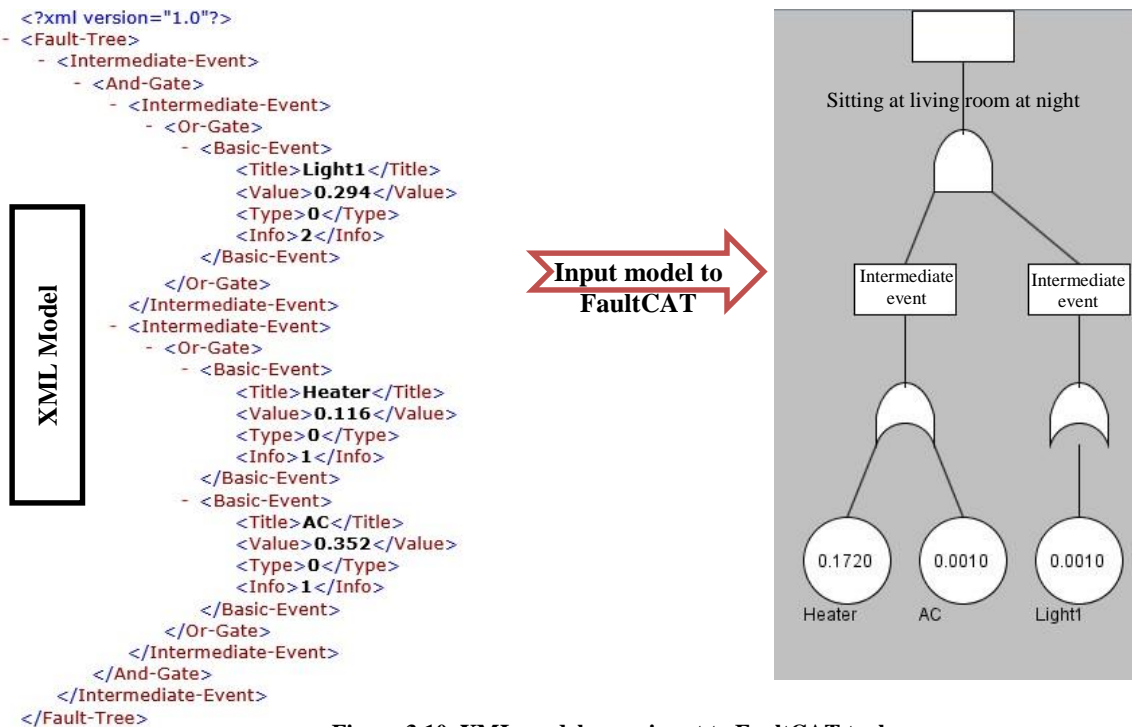 <?xml version="1.0"?>
- <Fault-Tree>
- <Intermediate-Event>
- <And-Gate>
- <Intermediate-Event>
- <Or-Gate>
- <Basic-Event>
<Title>Light1</Title>
<Value>0.294</Value>
<Type>0</Type>
<Info>2</Info>
</Basic-Event>
</Or-Gate>
</Intermediate-Event>
- <Intermediate-Event>
- <Or-Gate>
- <Basic-Event>
<Title>Heater</Title>
<Value>0.116</Value>
<Type>0</Type>
<Info>1</Info>
</Basic-Event>
- <Basic-Event>
<Title>AC</Title>
<Value>0.352</Value>
<Type>0</Type>
<Info>1</Info>
</Basic-Event>
</Or-Gate>
</Intermediate-Event>
</And-Gate>
</Intermediate-Event>
</Fault-Tree>
XML Model
Input model to
FaultCAT
Sitting at living room at night
Intermediate
event
Intermediate
event
0.1720
0.0010
0.0010
Heater
AC
Light1